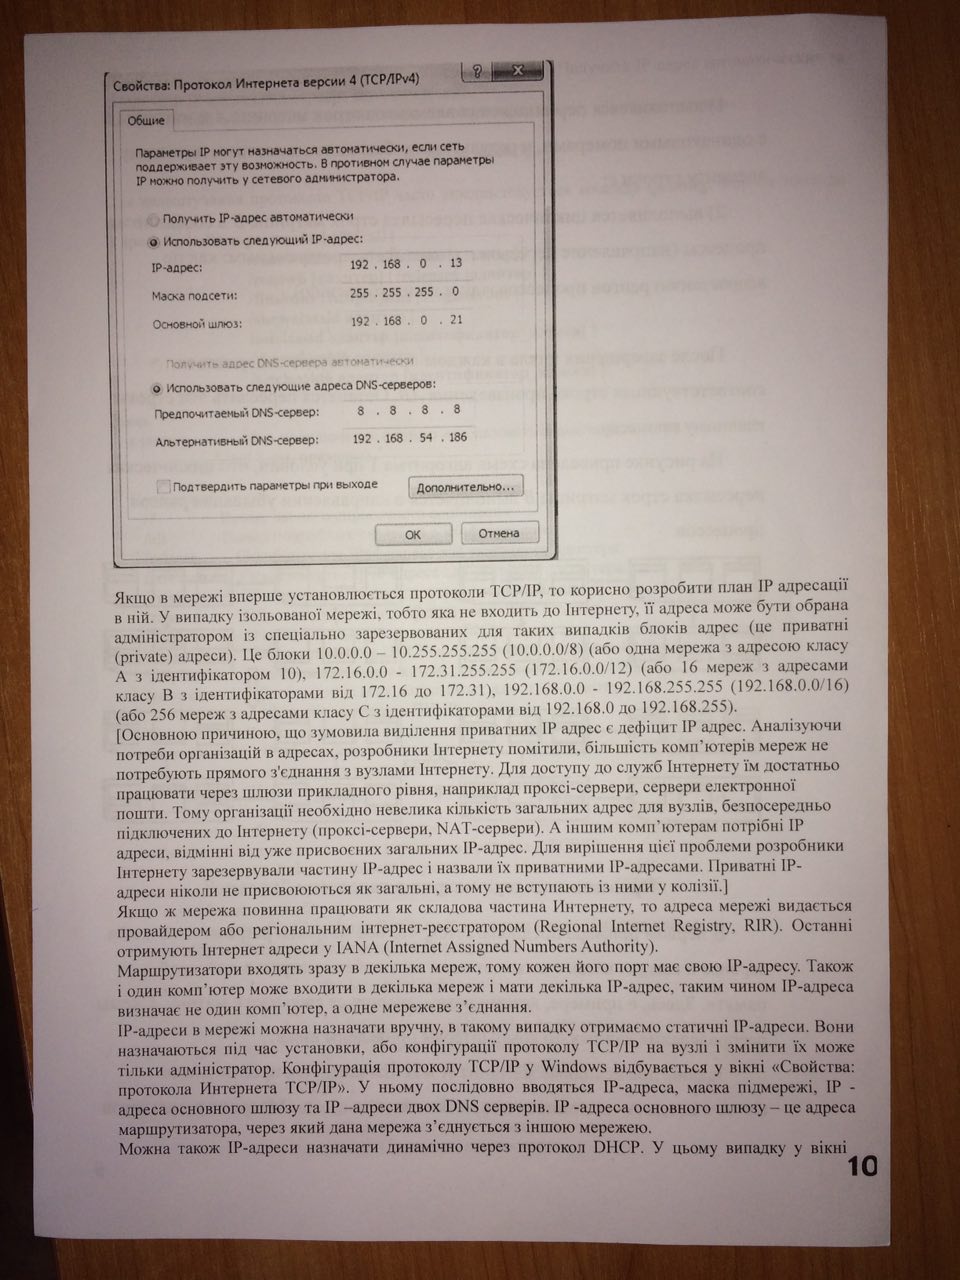 Свойства: Протокол Интернета версии 4 (TCP/IPv4)
Общие
Параметры IP могут назначаться автоматически, если сеть
поддерживает эту возможность. В противном случае параметры
IP можно получить у сетевого администратора.
Получить IP-адрес автоматически
Использовать следующий IP-адрес:
IP-адрес: 192 . 168 . 0 . 13
Маска подсети: 255 . 255 . 255 . 0
Основной шлюз: 192 . 168 . 0 . 21
Получить адрес DNS-сервера автоматически
Использовать следующие адреса DNS-серверов:
Предпочитаемый DNS-сервер: 8 . 8 . 8 . 8
Альтернативный DNS-сервер: 192 . 168 . 54 . 186
Подтвердить параметры при выходе
Дополнительно...
ОК
Отмена
Якщо в мережі вперше установлюється протоколи TCP/IP, то корисно розробити план IP адресації
в ній. У випадку ізольованої мережі, тобто яка не входить до Інтернету, її адреса може бути обрана
адміністратором із спеціально зарезервованих для таких випадків блоків адрес (це приватні
(private) адреси). Це блоки 10.0.0.0 – 10.255.255.255 (10.0.0.0/8) (або одна мережа з адресою класу
А з ідентифікатором 10), 172.16.0.0 - 172.31.255.255 (172.16.0.0/12) (або 16 мереж з адресами
класу В з ідентифікаторами від 172.16 до 172.31), 192.168.0.0 - 192.168.255.255 (192.168.0.0/16)
(або 256 мереж з адресами класу С з ідентифікаторами від 192.168.0 до 192.168.255).
[Основною причиною, що зумовила виділення приватних IP адрес є дефіцит IP адрес. Аналізуючи
потреби організацій в адресах, розробники Інтернету помітили, більшість комп’ютерів мереж не
потребують прямого з'єднання з вузлами Інтернету. Для доступу до служб Інтернету їм достатньо
працювати через шлюзи прикладного рівня, наприклад проксі-сервери, сервери електронної
пошти. Тому організації необхідно невелика кількість загальних адрес для вузлів, безпосередньо
підключених до Інтернету (проксі-сервери, NAT-сервери). А іншим комп’ютерам потрібні IP
адреси, відмінні від уже присвоєних загальних IP-адрес. Для вирішення цієї проблеми розробники
Інтернету зарезервували частину IP-адрес і назвали їх приватними IP-адресами. Приватні IP-
адреси ніколи не присвоюються як загальні, а тому не вступають із ними у колізії.]
Якщо ж мережа повинна працювати як складова частина Интернету, то адреса мережі видається
провайдером або регіональним інтернет-реєстратором (Regional Internet Registry, RIR). Останні
отримують Інтернет адреси у IANA (Internet Assigned Numbers Authority).
Маршрутизатори входять зразу в декілька мереж, тому кожен його порт має свою IP-адресу. Також
і один комп’ютер може входити в декілька мереж і мати декілька IP-адрес, таким чином IP-адреса
визначає не один комп’ютер, а одне мережеве з’єднання.
IP-адреси в мережі можна назначати вручну, в такому випадку отримаємо статичні IP-адреси. Вони
назначаються під час установки, або конфігурації протоколу TCP/IP на вузлі і змінити їх може
тільки адміністратор. Конфігурація протоколу TCP/IP у Windows відбувається у вікні «Свойства:
протокола Интернета TCP/IP». У ньому послідовно вводяться IP-адреса, маска підмережі, IP -
адреса основного шлюзу та IP –адреси двох DNS серверів. IP -адреса основного шлюзу – це адреса
маршрутизатора, через який дана мережа з’єднується з іншою мережею.
Можна також IP-адреси назначати динамічно через протокол DHCP. У цьому випадку у вікні
10